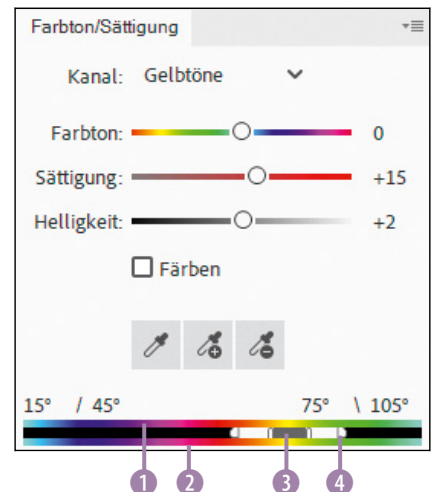 Farbton/Sättigung
Kanal: Gelbtöne
Farbton: 0
Sättigung: +15
Helligkeit: +2
Färben
15° / 45° 75° \ 105°
1 2 3 4